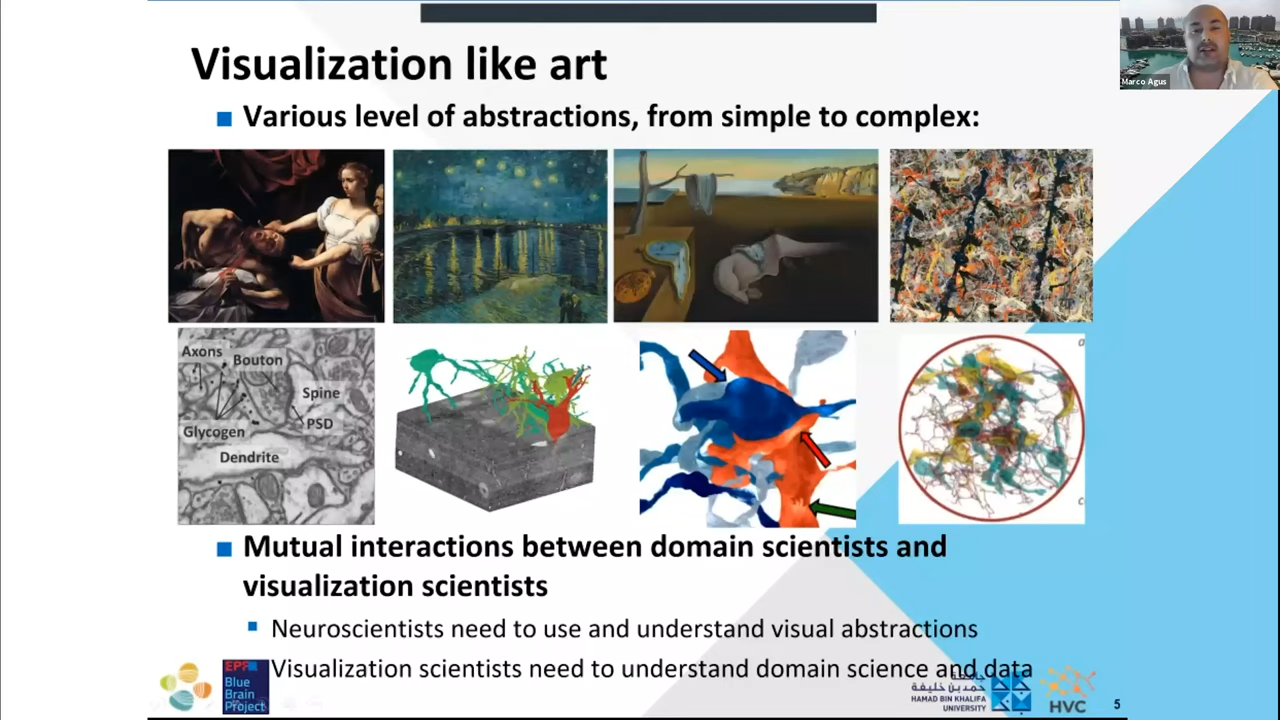 Visualization like art
Marco Agus
Various level of abstractions, from simple to complex:
Axons
Bouton
Spine
PSD
Glycogen
Dendrite
a
c
Mutual interactions between domain scientists and
visualization scientists
Neuroscientists need to use and understand visual abstractions
Visualization scientists need to understand domain science and data
EPF
Blue
Brain
Project
جامعة
حمد بن خليفة
HAMAD BIN KHALIFA
UNIVERSITY
HVC
5